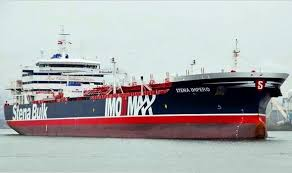 STENA IMPERO
S
Stena Bulk
IMO MAX